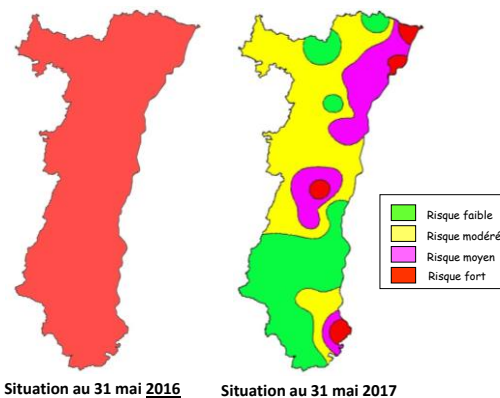 Risque faible
Risque modéré
Risque moyen
Risque fort
Situation au 31 mai 2016
Situation au 31 mai 2017